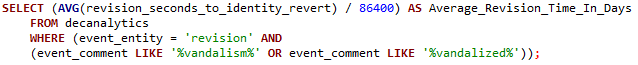 SELECT (AVG(revision_seconds_to_identity_revert) / 86400) AS Average_Revision_Time_In_Days
FROM decanalytics
WHERE (event_entity = 'revision' AND
(event_comment LIKE '%vandalism%' OR event_comment LIKE '%vandalized%'));